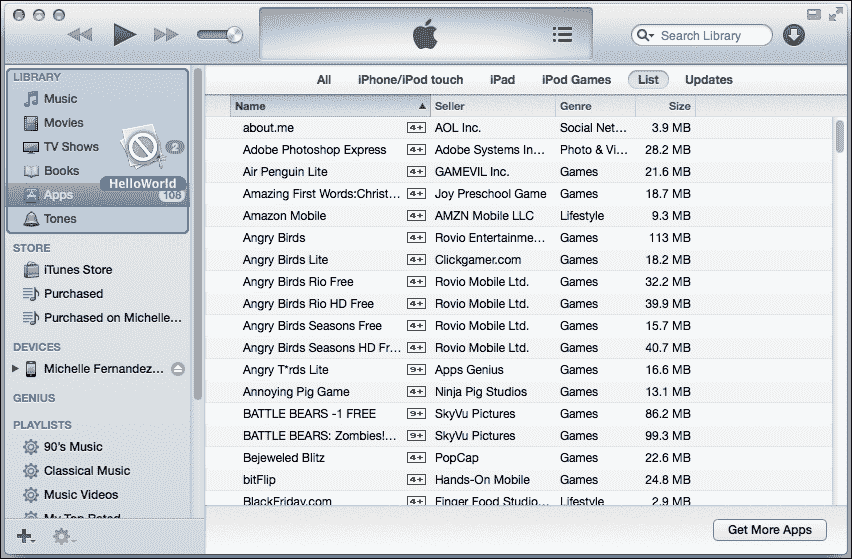 Search Library
LIBRARY
Music
Movies
TV Shows 2
Books
HelloWorld
Apps 108
Tones
STORE
iTunes Store
Purchased
Purchased on Michelle...
DEVICES
Michelle Fernandez...
GENIUS
PLAYLISTS
90's Music
Classical Music
Music Videos
My Top Rated
All iPhone/iPod touch iPad iPod Games List Updates
Name Seller Genre Size
about.me 4+ AOL Inc. Social Net... 3.9 MB
Adobe Photoshop Express 4+ Adobe Systems In... Photo & Vi... 28.2 MB
Air Penguin Lite 4+ GAMEVIL Inc. Games 21.6 MB
Amazing First Words:Christ... 4+ Joy Preschool Game Games 18.7 MB
Amazon Mobile 4+ AMZN Mobile LLC Lifestyle 9.3 MB
Angry Birds 4+ Rovio Entertainme... Games 113 MB
Angry Birds Lite 4+ Clickgamer.com Games 18.2 MB
Angry Birds Rio Free 4+ Rovio Mobile Ltd. Games 32.2 MB
Angry Birds Rio HD Free 4+ Rovio Mobile Ltd. Games 39.9 MB
Angry Birds Seasons Free 4+ Rovio Mobile Ltd. Games 15.7 MB
Angry Birds Seasons HD Fr... 4+ Rovio Mobile Ltd. Games 40.7 MB
Angry T*rds Lite 9+ Apps Genius Games 16.6 MB
Annoying Pig Game 4+ Ninja Pig Studios Games 13.1 MB
BATTLE BEARS -1 FREE 9+ SkyVu Pictures Games 86.2 MB
BATTLE BEARS: Zombies!... 9+ SkyVu Pictures Games 99.3 MB
Bejeweled Blitz 4+ PopCap Games 22.6 MB
bitFlip 4+ Hands-On Mobile Games 24.8 MB
BlackFriday.com 4+ Finger Food Studio... Lifestyle 2.9 MB
Get More Apps